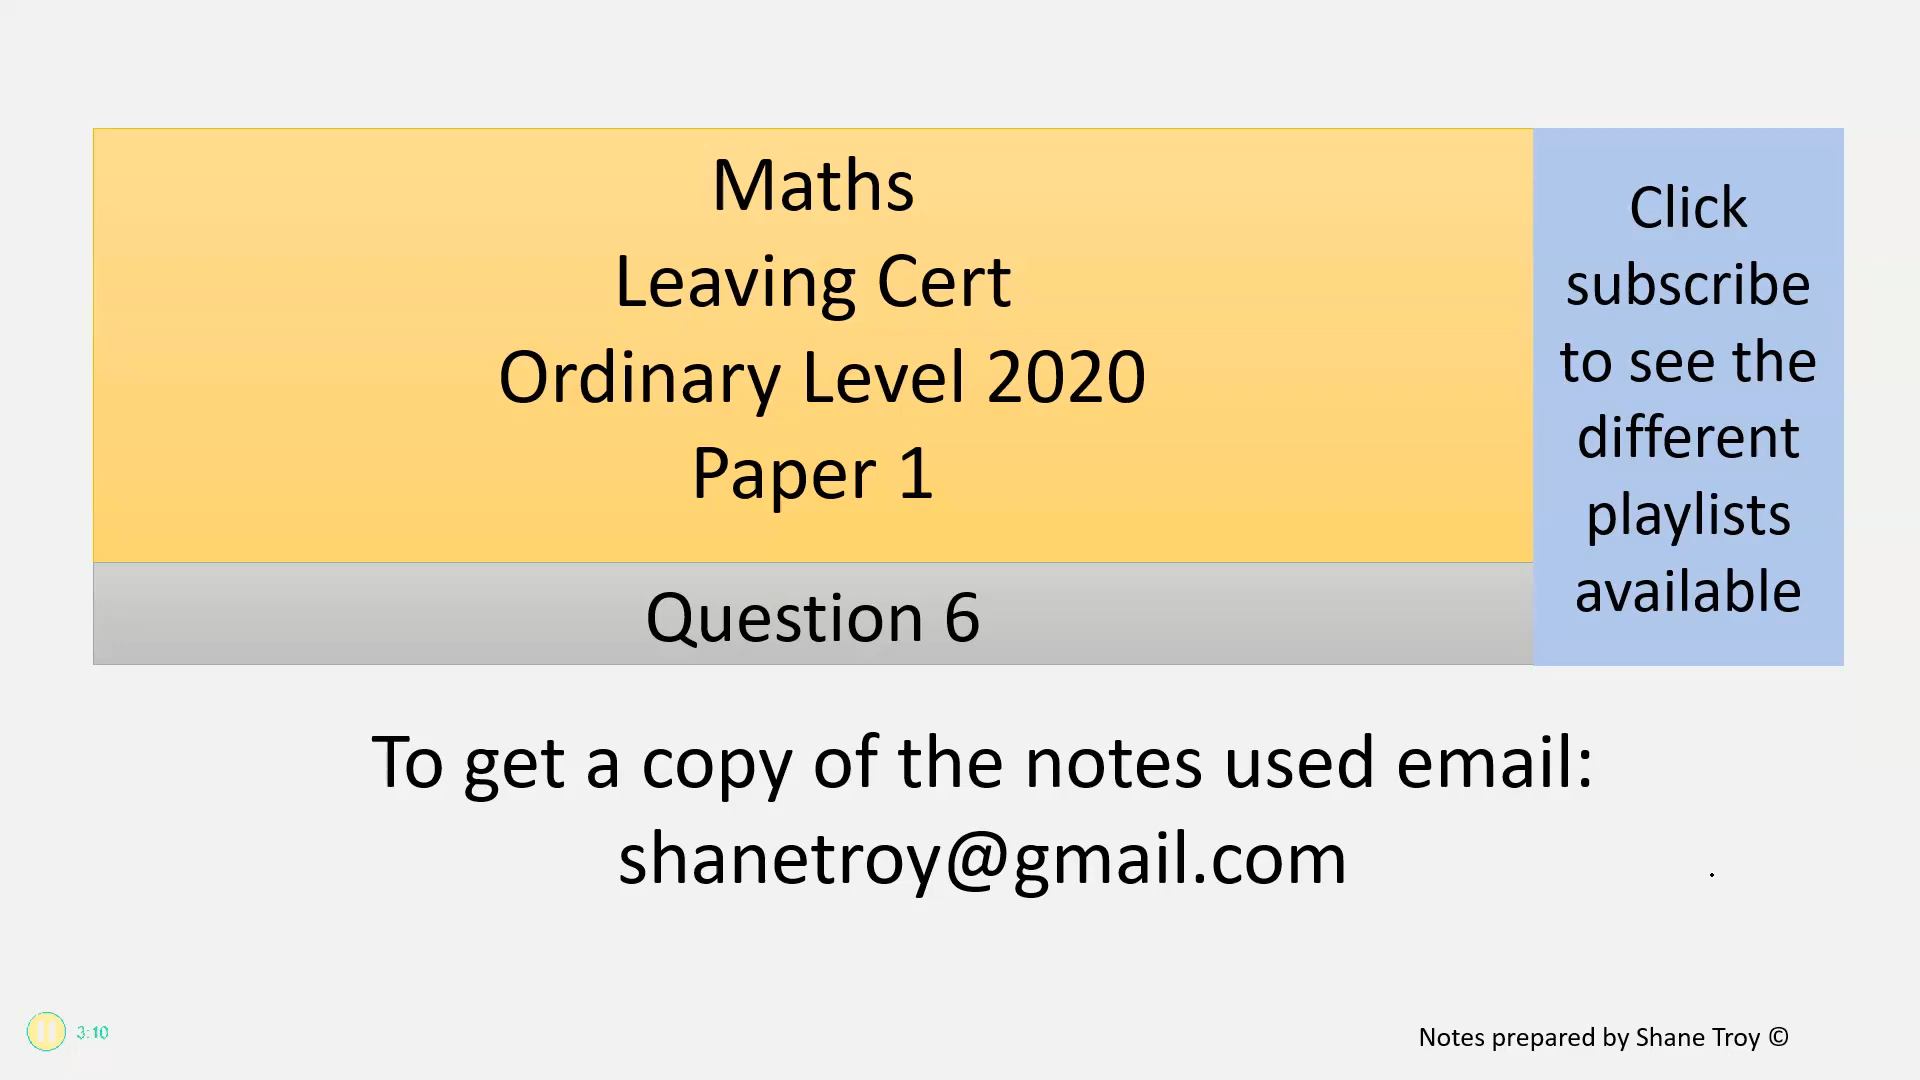 Maths
Leaving Cert
Ordinary Level 2020
Paper 1
Question 6
Click
subscribe
to see the
different
playlists
available
To get a copy of the notes used email:
shanetroy@gmail.com
3:10
Notes prepared by Shane Troy ©